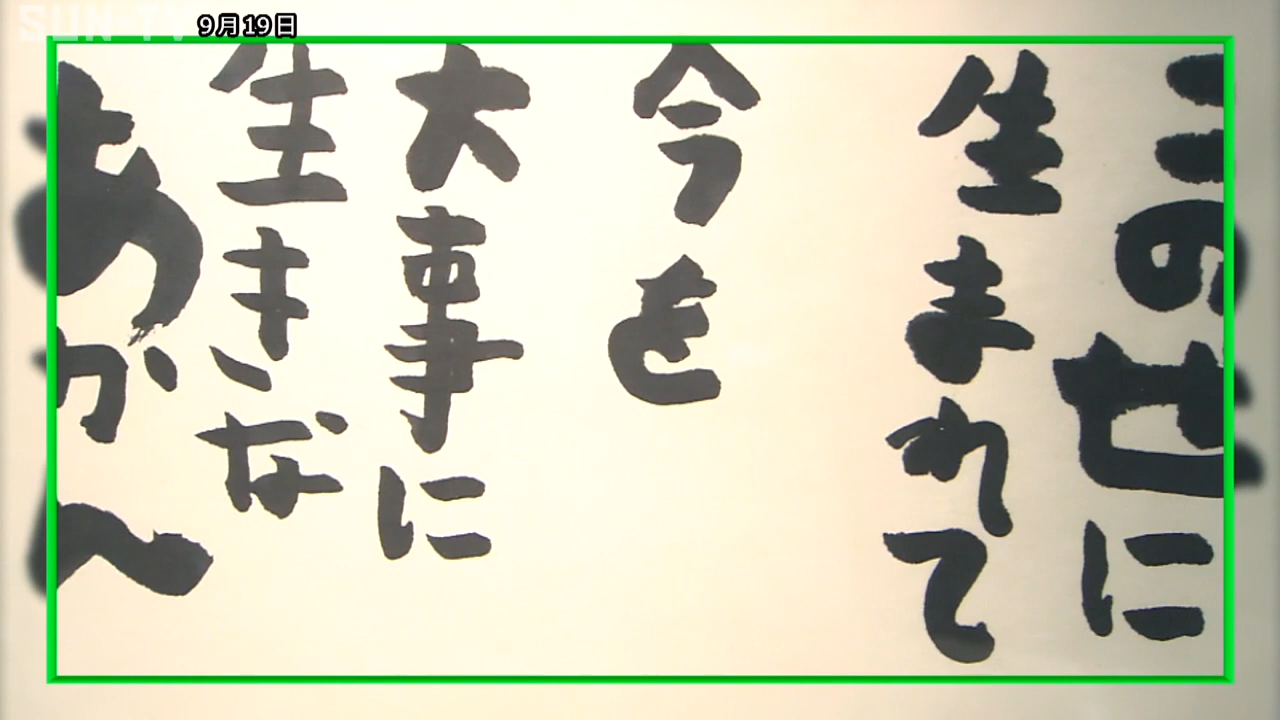 SUN-TV
9月19日
このせに
生まれて
今を
大事に
生きな
あかん